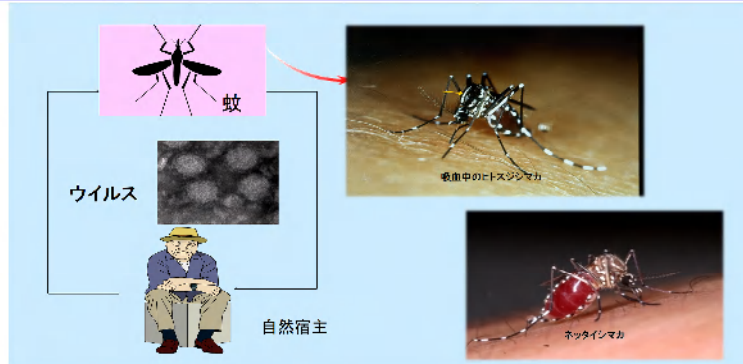 蚊
吸血中のヒトスジシマカ
ウイルス
自然宿主
ネッタイシマカ